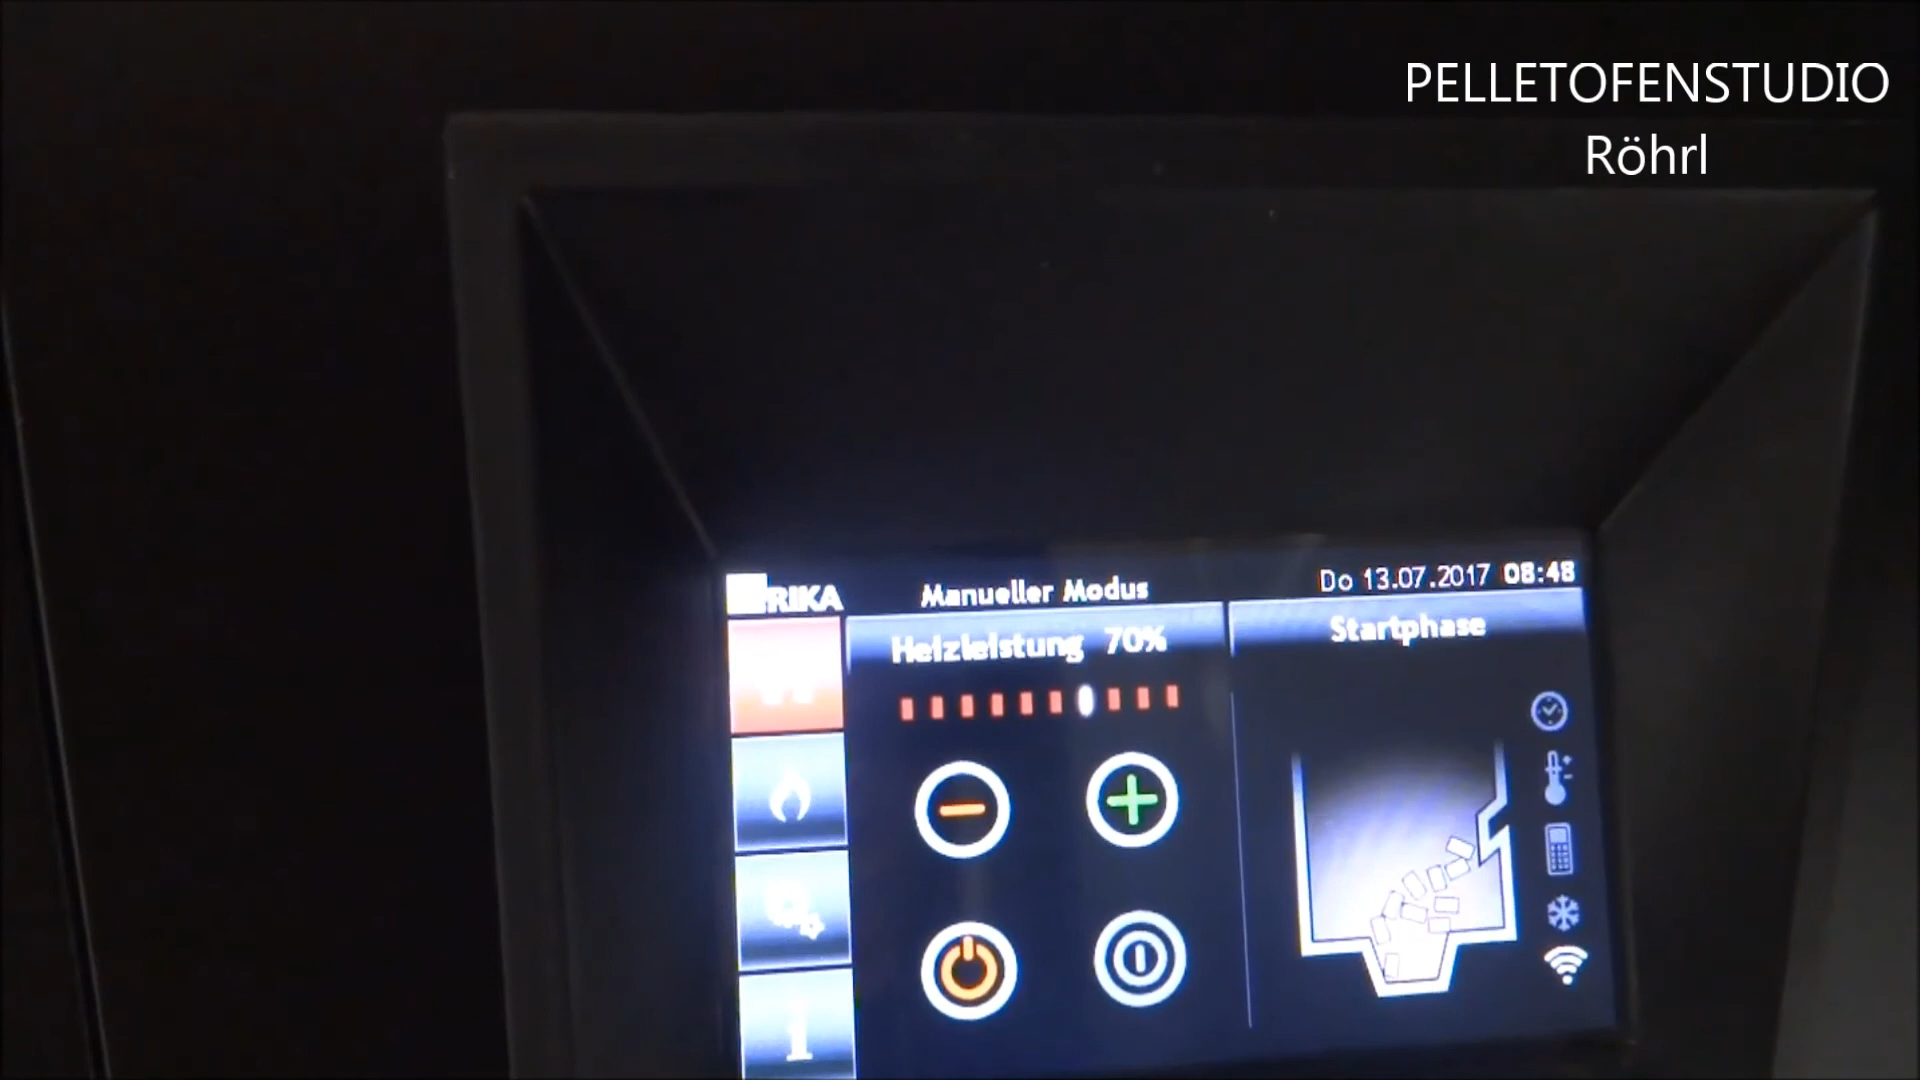 PELLETOFENSTUDIO
Röhrl
RIKA
Manueller Modus
Do 13.07.2017 08:48
Heizleistung 70%
Startphase